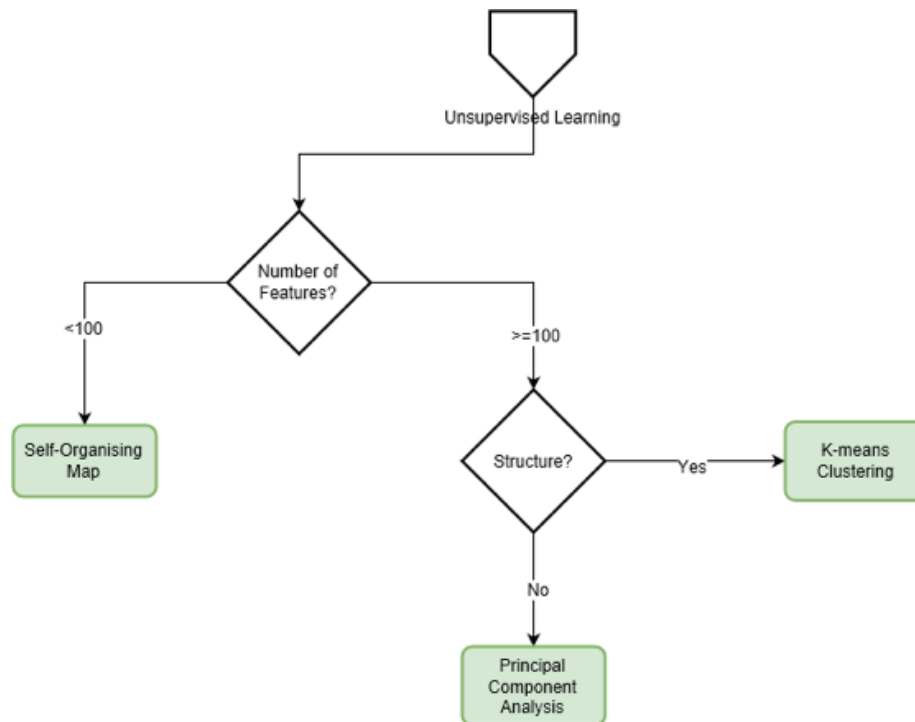 Unsupervised Learning
Number of
Features?
<100
>=100
Self-Organising
Map
Structure?
Yes
K-means
Clustering
No
Principal
Component
Analysis